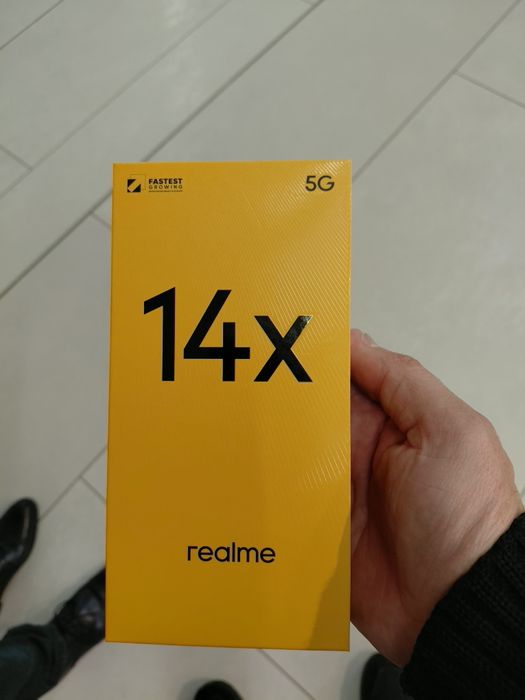 FASTEST
GROWING
5G
14x
realme